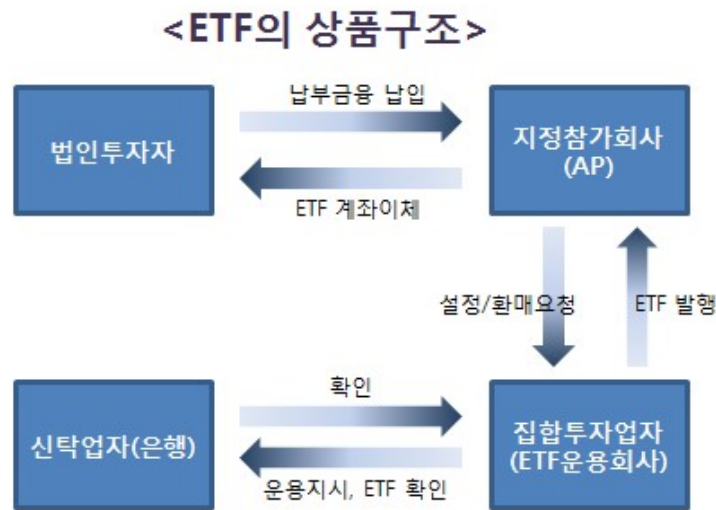 <ETF의 상품구조>
납부금용 납입
법인투자자
지정참가회사
(AP)
ETF 계좌이체
설정/환매요청
ETF 발행
확인
신탁업자(은행)
집합투자업자
(ETF운용회사)
운용지시, ETF 확인